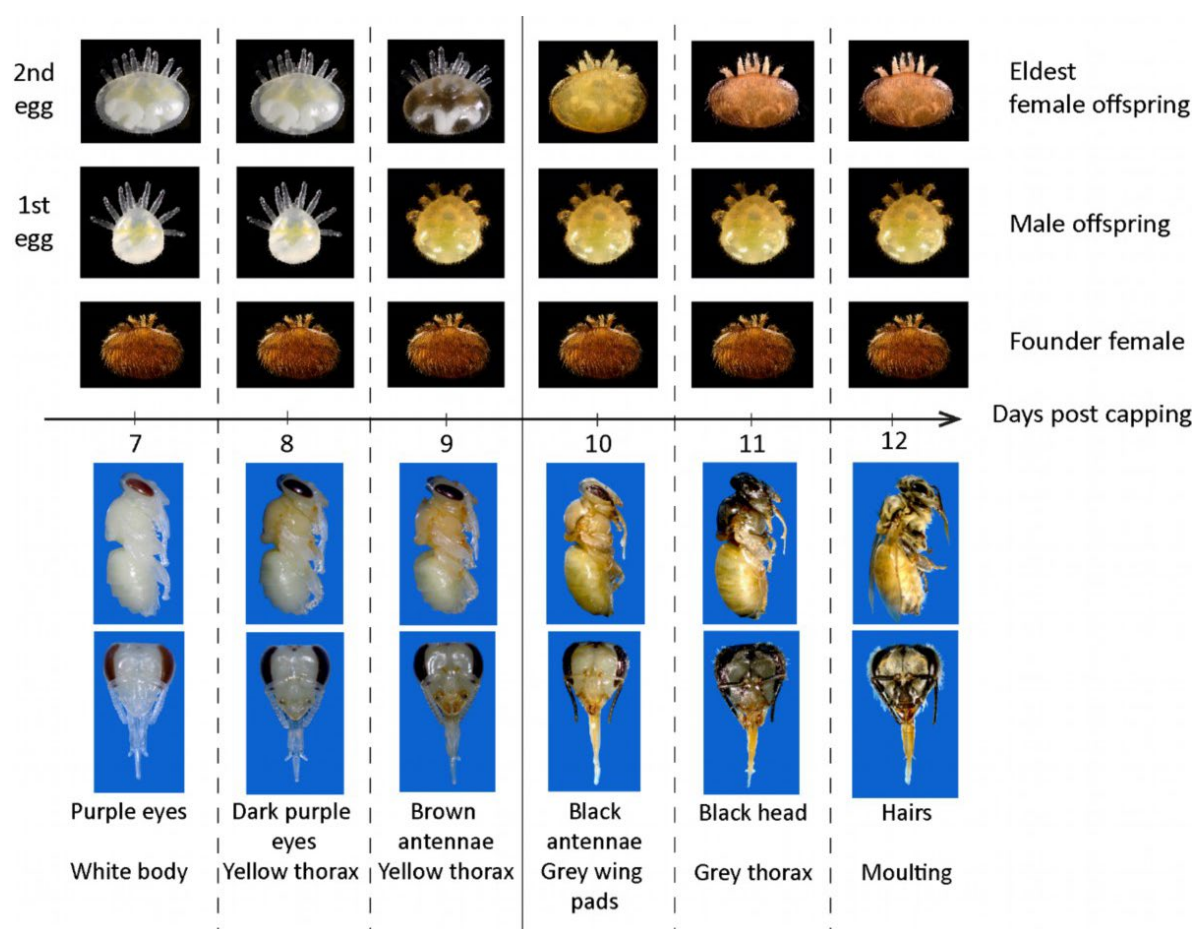 2nd
egg
Eldest
female offspring
1st
egg
Male offspring
Founder female
Days post capping
7
8
9
10
11
12
Purple eyes
White body
Dark purple
eyes
Yellow thorax
Brown
antennae
Yellow thorax
Black
antennae
Grey wing
pads
Black head
Grey thorax
Hairs
Moulting